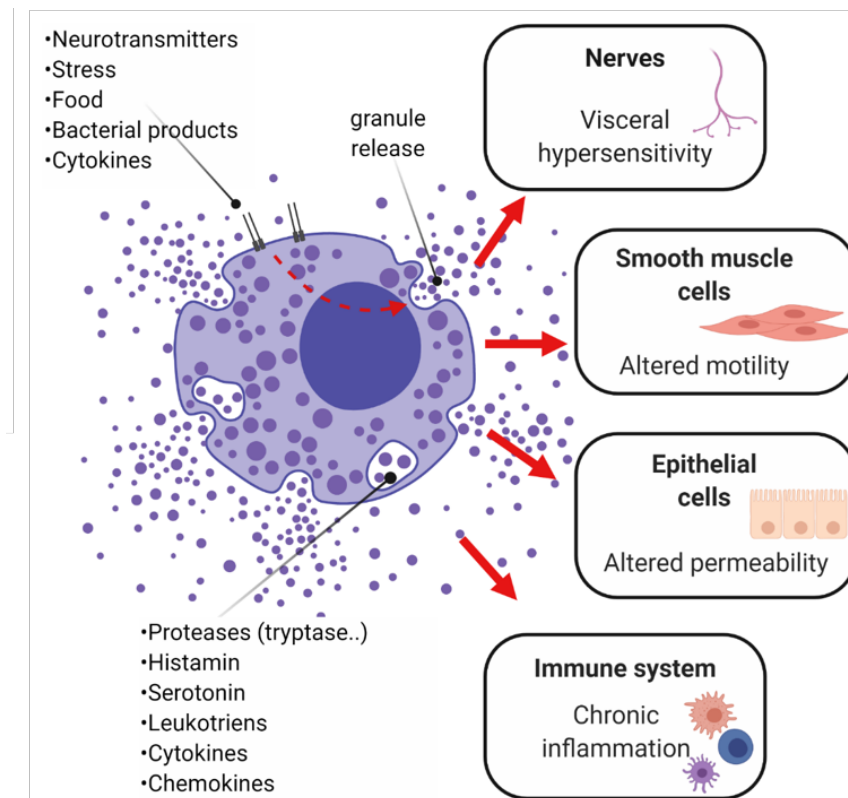 •Neurotransmitters
•Stress
•Food
•Bacterial products
•Cytokines
granule
release
Nerves
Visceral
hypersensitivity
Smooth muscle
cells
Altered motility
Epithelial
cells
Altered permeability
•Proteases (tryptase..)
•Histamin
•Serotonin
•Leukotriens
•Cytokines
•Chemokines
Immune system
Chronic
inflammation